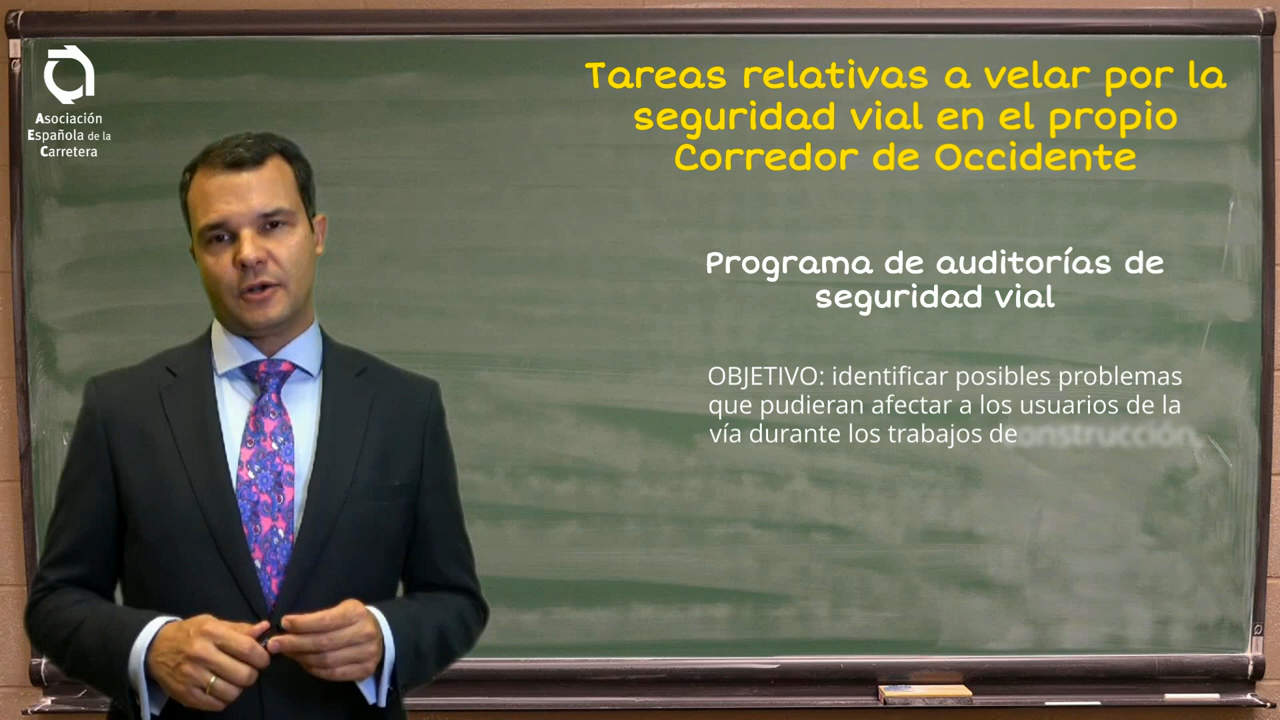 Asociación
Española de la
Carretera
Tareas relativas a velar por la
seguridad vial en el propio
Corredor de Occidente
Programa de auditorías de
seguridad vial
OBJETIVO: identificar posibles problemas
que pudieran afectar a los usuarios de la
vía durante los trabajos de construcción